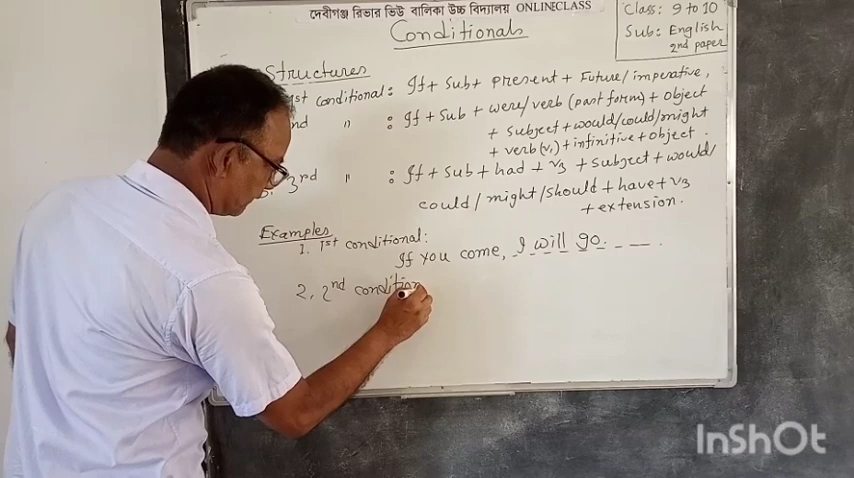 দেবীগঞ্জ রিভার ভিউ বালিকা উচ্চ বিদ্যালয় ONLINECLASS
Conditionals
Class: 9 to 10
Sub: English
2nd paper
Structures
1st conditional: If + Sub + present + Future/imperative,
nd " : If + Sub + were/verb (past form) + Object
+ Subject + would/could/might
+ verb (v1) + infinitive + Object.
3rd " : If + Sub + had + v3 + Subject + would/
could/might/should + have + v3
+ extension.
Examples
1. 1st conditional:
If you come, I will go.
2. 2nd condition
InShOt